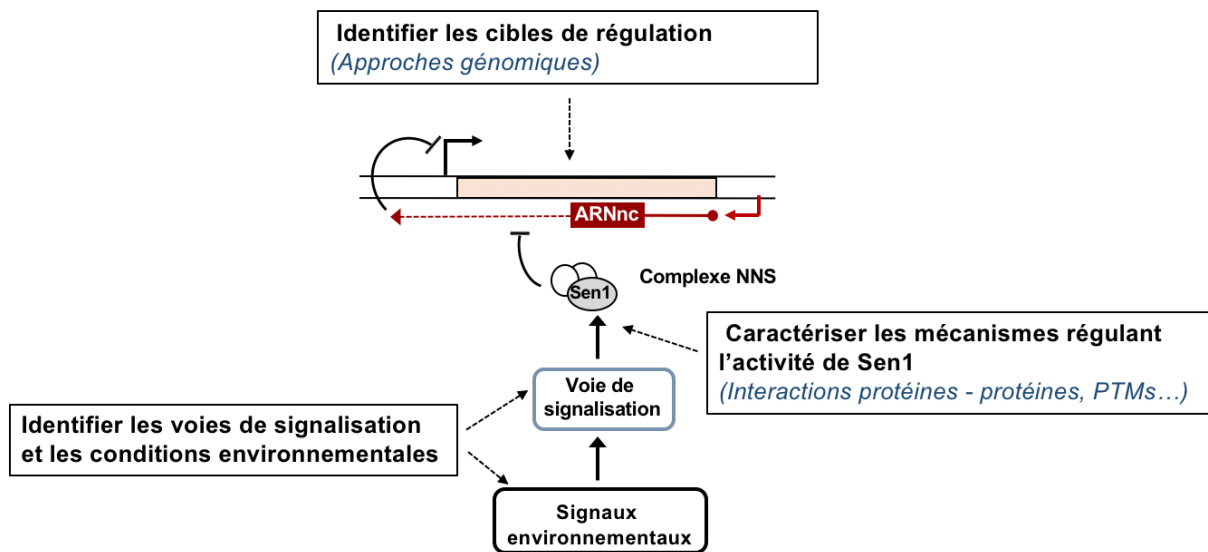 Identifier les cibles de régulation
(Approches génomiques)
ARNnc
Sen1
Complexe NNS
Caractériser les mécanismes régulant
l’activité de Sen1
(Interactions protéines - protéines, PTMs…)
Voie de
signalisation
Identifier les voies de signalisation
et les conditions environnementales
Signaux
environnementaux